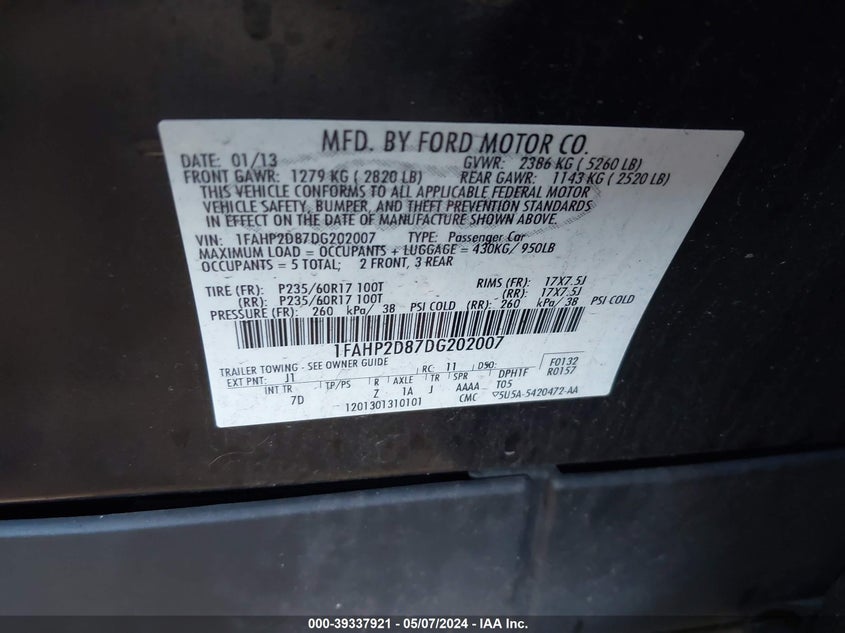 MFD. BY FORD MOTOR CO.
DATE: 01/13 GVWR: 2386 KG ( 5260 LB)
FRONT GAWR: 1279 KG ( 2820 LB) REAR GAWR: 1143 KG ( 2520 LB)
THIS VEHICLE CONFORMS TO ALL APPLICABLE FEDERAL MOTOR
VEHICLE SAFETY, BUMPER, AND THEFT PREVENTION STANDARDS
IN EFFECT ON THE DATE OF MANUFACTURE SHOWN ABOVE.
VIN: 1FAHP2D87DG202007 TYPE: Passenger Car
MAXIMUM LOAD = OCCUPANTS + LUGGAGE = 430KG/ 950LB
OCCUPANTS = 5 TOTAL; 2 FRONT, 3 REAR
TIRE (FR): P235/60R17 100T RIMS (FR): 17X7.5J
(RR): P235/60R17 100T (RR): 17X7.5J
PRESSURE (FR): 260 kPa/ 38 PSI COLD (RR): 260 kPa/ 38 PSI COLD
1FAHP2D87DG202007
TRAILER TOWING - SEE OWNER GUIDE
EXT PNT: J1 RC: 11 DSO: F0132
INT TR TP/PS R AXLE TR SPR DPHTF R0157
7D Z 1A J AAAA T05
1201301310101 CMC ▽5U5A-5420472-AA
000-39337921 - 05/07/2024 - IAA Inc.